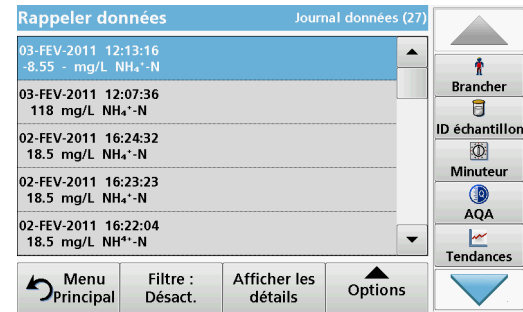 Rappeler données
Journal données (27)
03-FEV-2011 12:13:16
-8.55 - mg/L NH₄⁺-N
03-FEV-2011 12:07:36
118 mg/L NH₄⁺-N
02-FEV-2011 16:24:32
18.5 mg/L NH₄⁺-N
02-FEV-2011 16:23:23
18.5 mg/L NH₄⁺-N
02-FEV-2011 16:22:04
18.5 mg/L NH⁴⁺-N
Brancher
ID échantillon
Minuteur
AQA
Tendances
Menu
Principal
Filtre :
Désact.
Afficher les
détails
Options